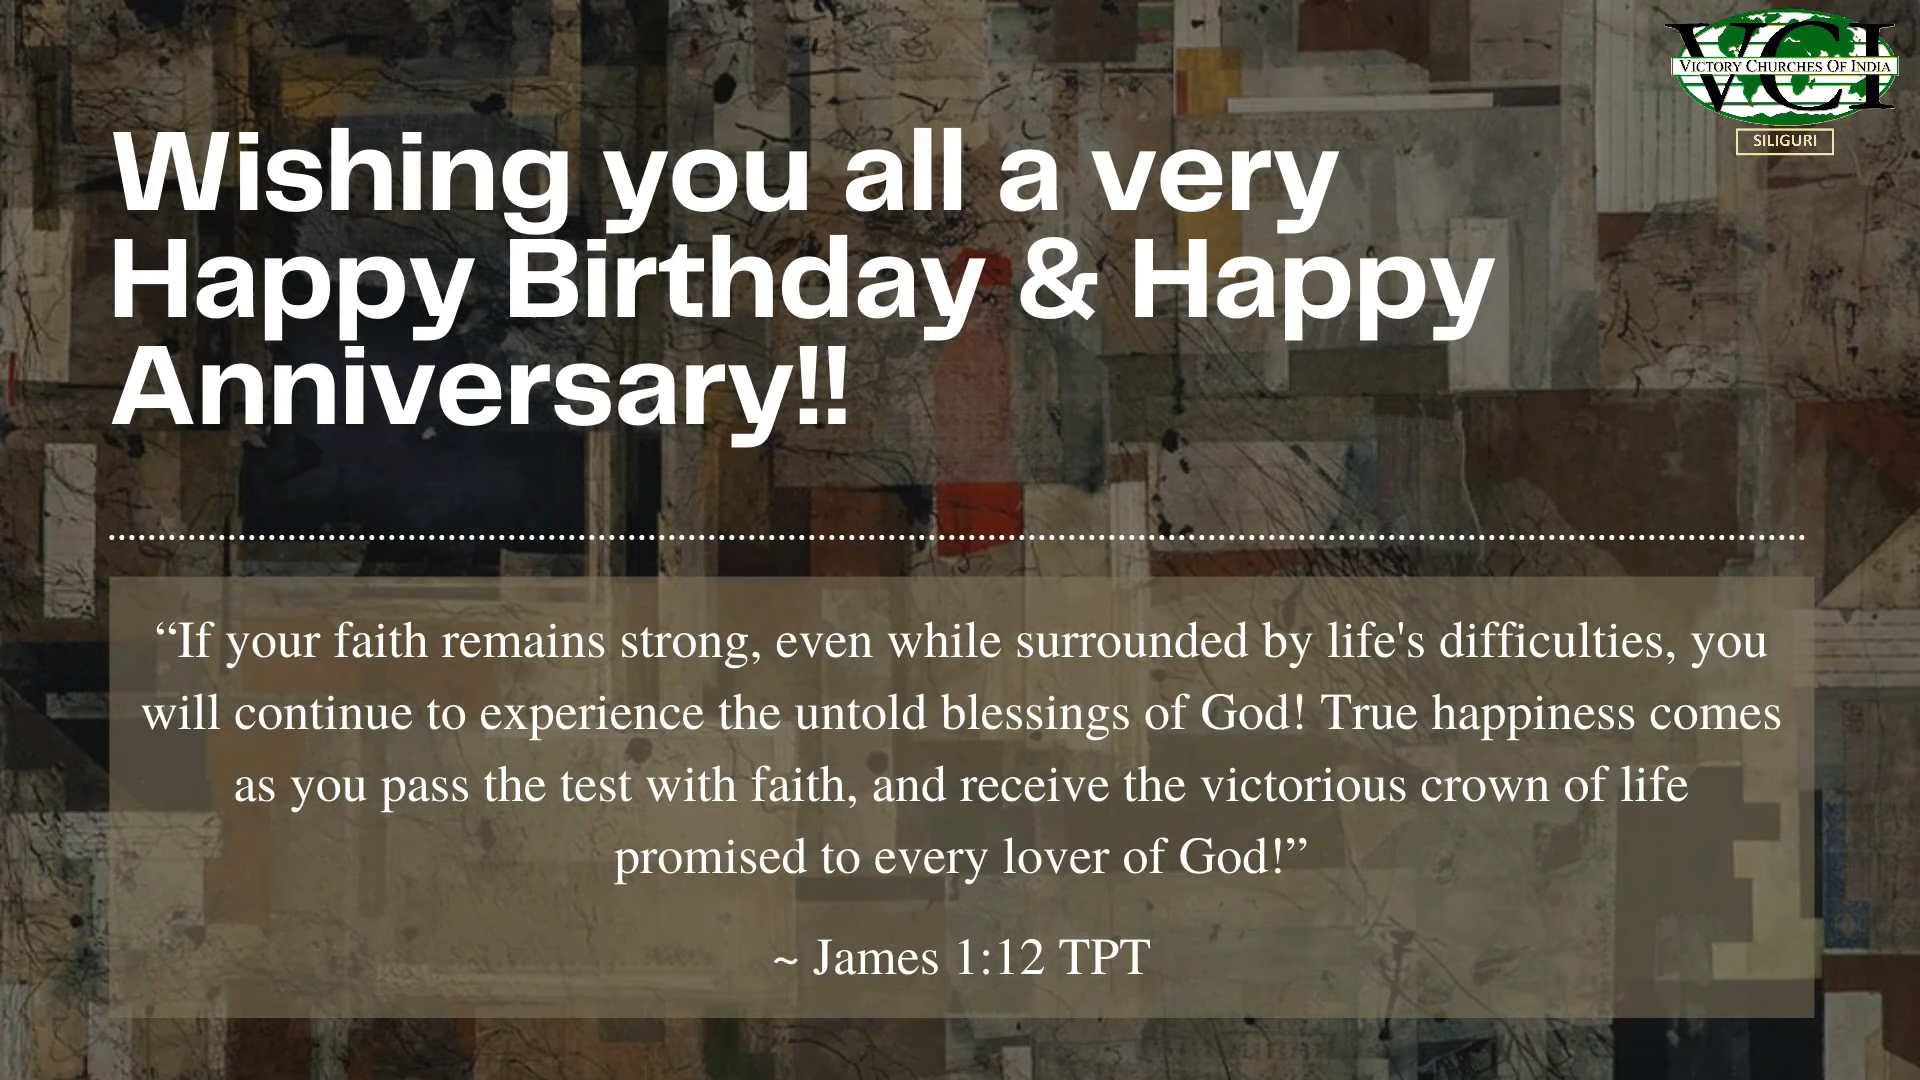 VCI
VICTORY CHURCHES OF INDIA
SILIGURI
Wishing you all a very
Happy Birthday & Happy
Anniversary!!
“If your faith remains strong, even while surrounded by life's difficulties, you
will continue to experience the untold blessings of God! True happiness comes
as you pass the test with faith, and receive the victorious crown of life
promised to every lover of God!”
~ James 1:12 TPT